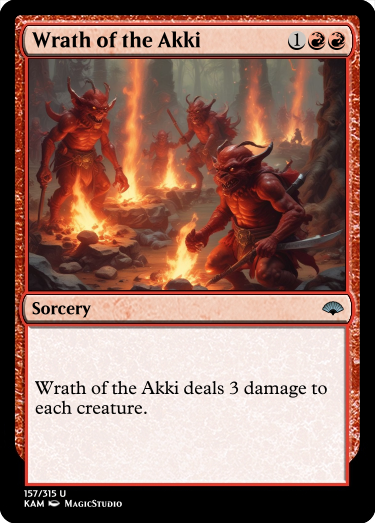 Wrath of the Akki 1
Sorcery
Wrath of the Akki deals 3 damage to
each creature.
157/315 U
KAM MagicStudio